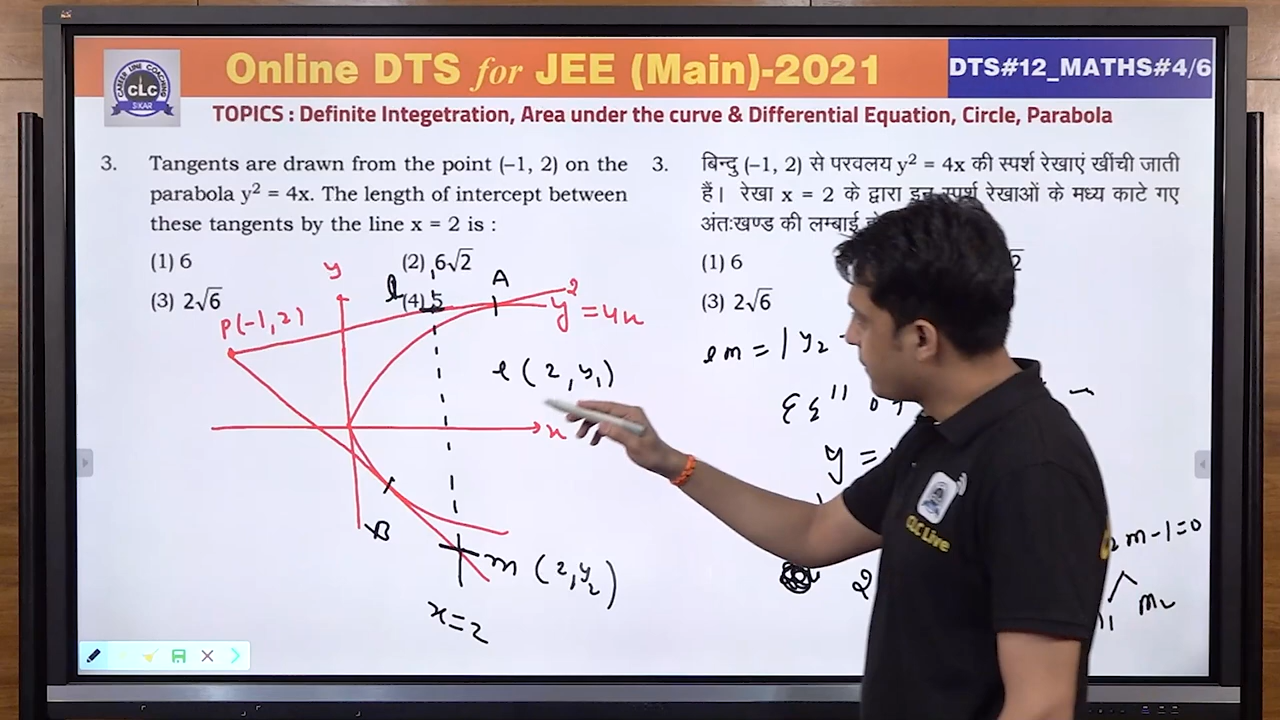 CAREER LINE COACHING
CLC
SIKAR
Online DTS for JEE (Main)-2021
DTS#12_MATHS#4/6
TOPICS : Definite Integetration, Area under the curve & Differential Equation, Circle, Parabola
3. Tangents are drawn from the point (–1, 2) on the
parabola y² = 4x. The length of intercept between
these tangents by the line x = 2 is :
(1) 6
(2) 6√2
(3) 2√6
(4) 5
y
A
l
P(-1,2)
y² = 4x
l (2, y₁)
x
B
m (2, y₂)
x=2
3. बिन्दु (–1, 2) से परवलय y² = 4x की स्पर्श रेखाएं खींची जाती
हैं। रेखा x = 2 के द्वारा इन स्पर्श रेखाओं के मध्य काटे गए
अंतःखण्ड की लम्बाई
(1) 6
2
(3) 2√6
lm = | y₂ -
Eqⁿ of
y =
2
m-1=0
m₂
CLC Live